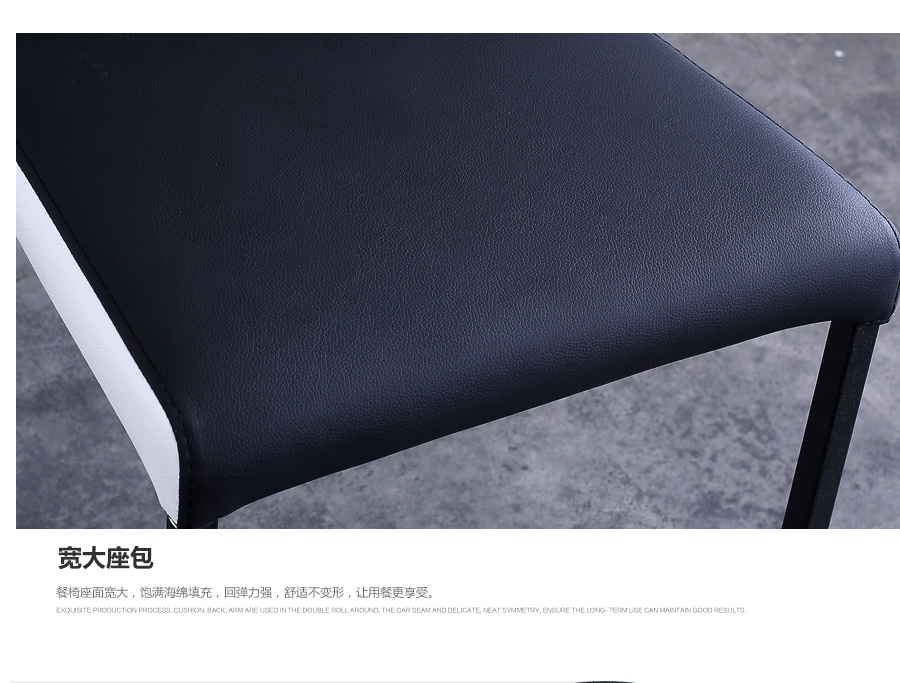 宽大座包
餐椅座面宽大，饱满海绵填充，回弹力强，舒适不变形，让用餐更享受。
EXQUISITE PRODUCTION PROCESS, CUSHION, BACK, ARM ARE USED IN THE DOUBLE ROLL AROUND, THE CAR SEAM AND DELICATE, NEAT SYMMETRY, ENSURE THE LONG-TERM USE CAN MAINTAIN GOOD RESULTS.